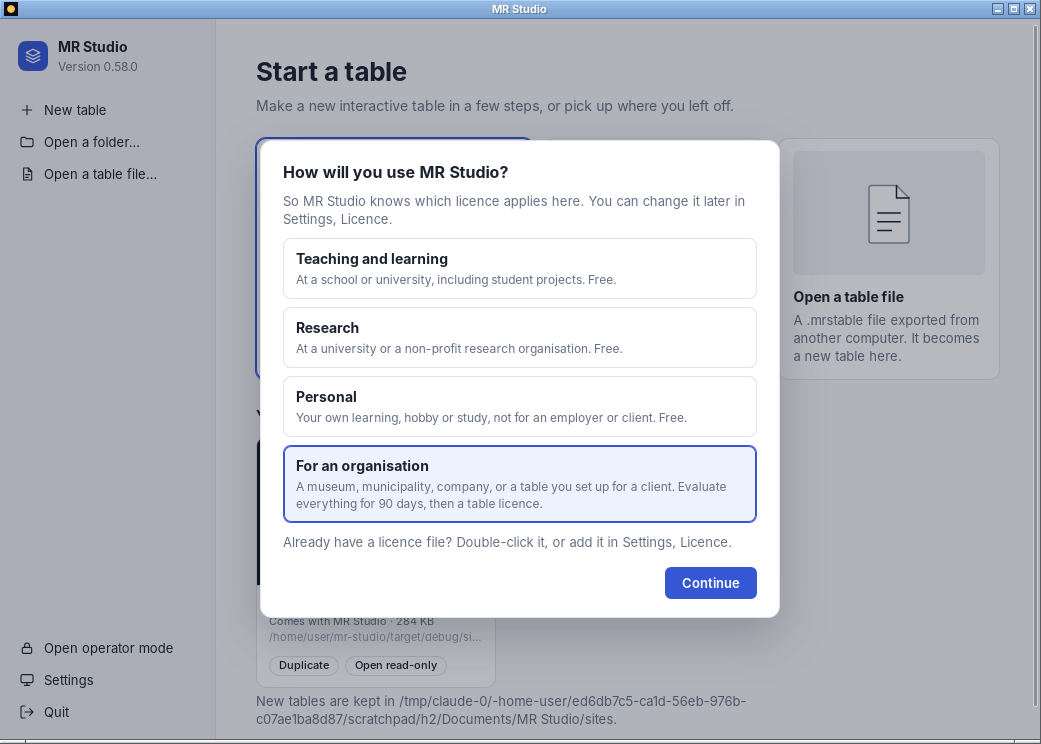 MR Studio
MR Studio
Version 0.58.0
New table
Open a folder...
Open a table file...
Start a table
Make a new interactive table in a few steps, or pick up where you left off.
How will you use MR Studio?
So MR Studio knows which licence applies here. You can change it later in
Settings, Licence.
Teaching and learning
At a school or university, including student projects. Free.
Research
At a university or a non-profit research organisation. Free.
Personal
Your own learning, hobby or study, not for an employer or client. Free.
For an organisation
A museum, municipality, company, or a table you set up for a client. Evaluate
everything for 90 days, then a table licence.
Already have a licence file? Double-click it, or add it in Settings, Licence.
Continue
Open a table file
A .mrstable file exported from
another computer. It becomes
a new table here.
Comes with MR Studio · 284 KB
/home/user/mr-studio/target/debug/si...
Duplicate
Open read-only
New tables are kept in /tmp/claude-0/-home-user/ed6db7c5-ca1d-56eb-976b-
c07ae1ba8d87/scratchpad/h2/Documents/MR Studio/sites.
Open operator mode
Settings
Quit